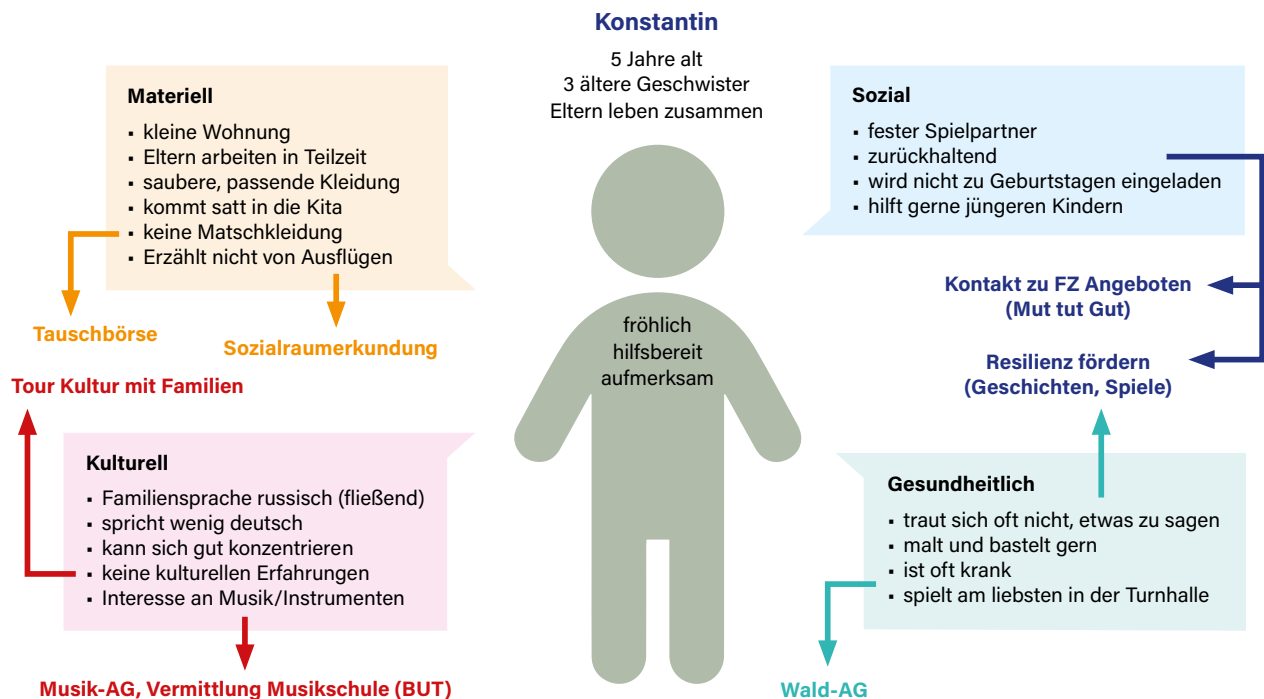 Konstantin
5 Jahre alt
3 ältere Geschwister
Eltern leben zusammen
Materiell
▪ kleine Wohnung
▪ Eltern arbeiten in Teilzeit
▪ saubere, passende Kleidung
▪ kommt satt in die Kita
▪ keine Matschkleidung
▪ Erzählt nicht von Ausflügen
Tauschbörse
Sozialraumerkundung
Sozial
▪ fester Spielpartner
▪ zurückhaltend
▪ wird nicht zu Geburtstagen eingeladen
▪ hilft gerne jüngeren Kindern
Kontakt zu FZ Angeboten
(Mut tut Gut)
Resilienz fördern
(Geschichten, Spiele)
fröhlich
hilfsbereit
aufmerksam
Tour Kultur mit Familien
Kulturell
▪ Familiensprache russisch (fließend)
▪ spricht wenig deutsch
▪ kann sich gut konzentrieren
▪ keine kulturellen Erfahrungen
▪ Interesse an Musik/Instrumenten
Musik-AG, Vermittlung Musikschule (BUT)
Gesundheitlich
▪ traut sich oft nicht, etwas zu sagen
▪ malt und bastelt gern
▪ ist oft krank
▪ spielt am liebsten in der Turnhalle
Wald-AG